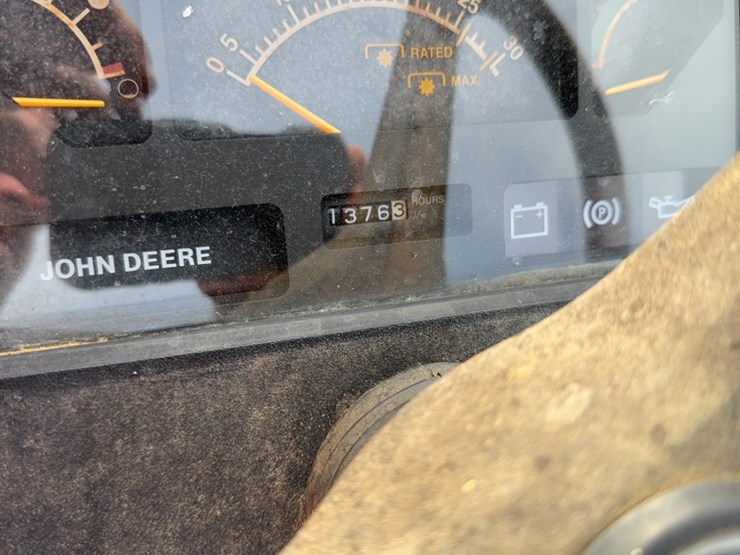 0 5 25 30
RATED
MAX.
13763 HOURS
JOHN DEERE
(P)